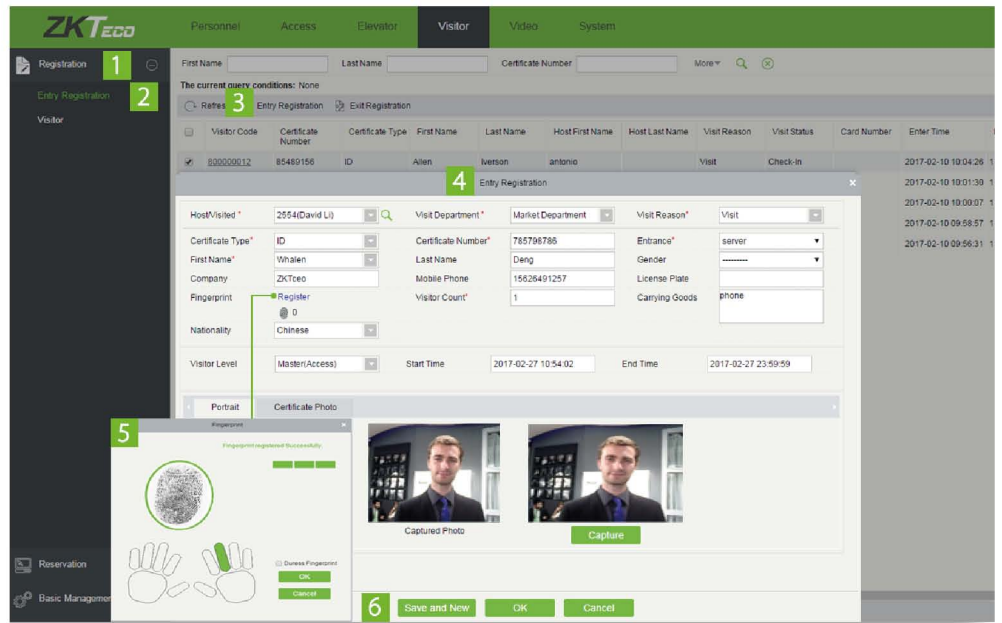 ZKTECO
Personnel Access Elevator Visitor Video System
Registration 1
Entry Registration 2
Visitor
First Name Last Name Certificate Number More
The current query conditions: None
3 Entry Registration Exit Registration
Visitor Code Certificate Number Certificate Type First Name Last Name Host First Name Host Last Name Visit Reason Visit Status Card Number Enter Time
600000012 85489156 ID Allen Iverson antonio Visit Check-In 2017-02-10 10:04:26 1
4 Entry Registration
2017-02-10 10:01:39 1
2017-02-10 10:00:07 1
2017-02-10 09:58:57 1
2017-02-10 09:56:31 1
Host/Visited* 2554(David Li) Visit Department* Market Department Visit Reason* Visit
Certificate Type* ID Certificate Number* 785798786 Entrance* server
First Name* Whalen Last Name Deng Gender ---------
Company ZKTceo Mobile Phone 15626491257 License Plate
Fingerprint Register Visitor Count* 1 Carrying Goods phone
0
Nationality Chinese
Visitor Level Master(Access) Start Time 2017-02-27 10:54:02 End Time 2017-02-27 23:59:59
Portrait Certificate Photo
5 Fingerprint
Fingerprint registered Successfully.
Captured Photo
Capture
Duress Fingerprint
OK
Cancel
Reservation
Basic
6 Save and New OK Cancel